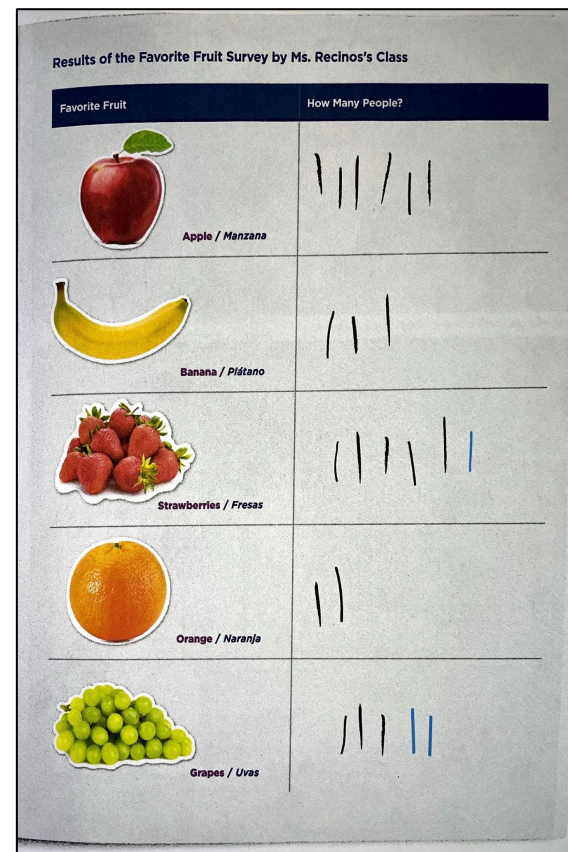 Results of the Favorite Fruit Survey by Ms. Recinos's Class
Favorite Fruit How Many People?
Apple / Manzana
Banana / Plátano
Strawberries / Fresas
Orange / Naranja
Grapes / Uvas